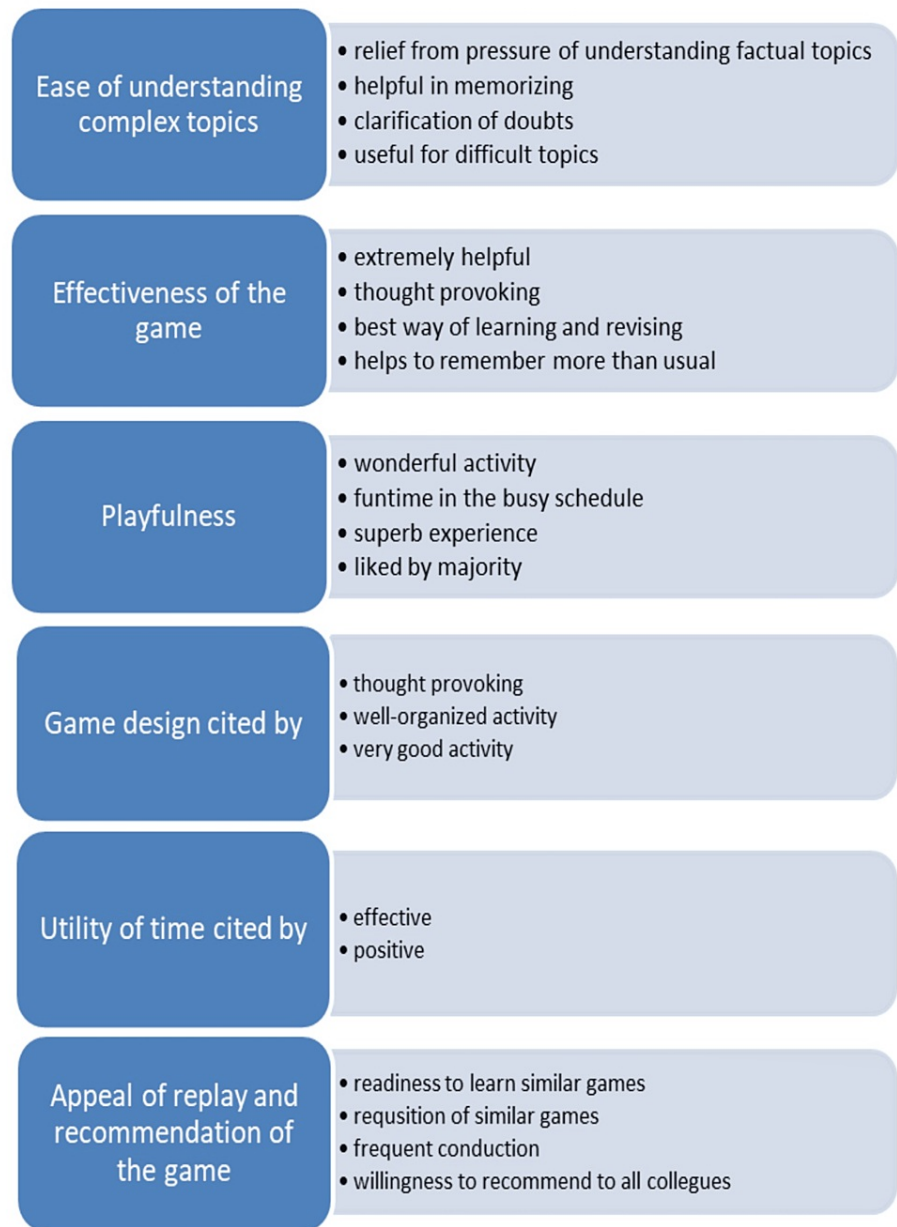 Ease of understanding
complex topics
• relief from pressure of understanding factual topics
• helpful in memorizing
• clarification of doubts
• useful for difficult topics
Effectiveness of the
game
• extremely helpful
• thought provoking
• best way of learning and revising
• helps to remember more than usual
Playfulness
• wonderful activity
• funtime in the busy schedule
• superb experience
• liked by majority
Game design cited by
• thought provoking
• well-organized activity
• very good activity
Utility of time cited by
• effective
• positive
Appeal of replay and
recommendation of
the game
• readiness to learn similar games
• requsition of similar games
• frequent conduction
• willingness to recommend to all collegues